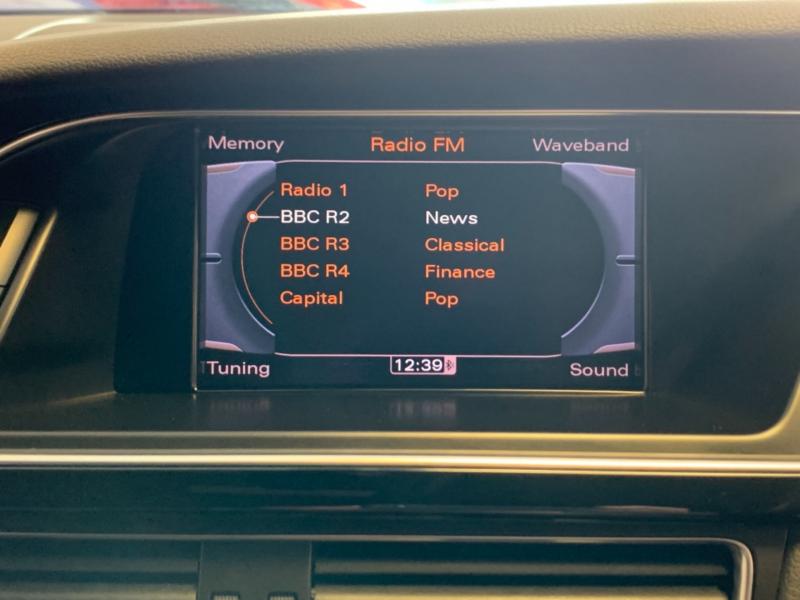 Memory Radio FM Waveband
Radio 1 Pop
BBC R2 News
BBC R3 Classical
BBC R4 Finance
Capital Pop
Tuning 12:39 Sound